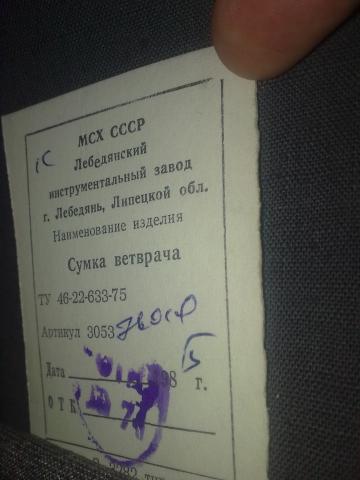 МСХ СССР
Лебедянский
инструментальный завод
г. Лебедянь, Липецкой обл.
Наименование изделия
Сумка ветврача
ТУ 46-22-633-75
Артикул 3053
Дата 198 г.
ОТК